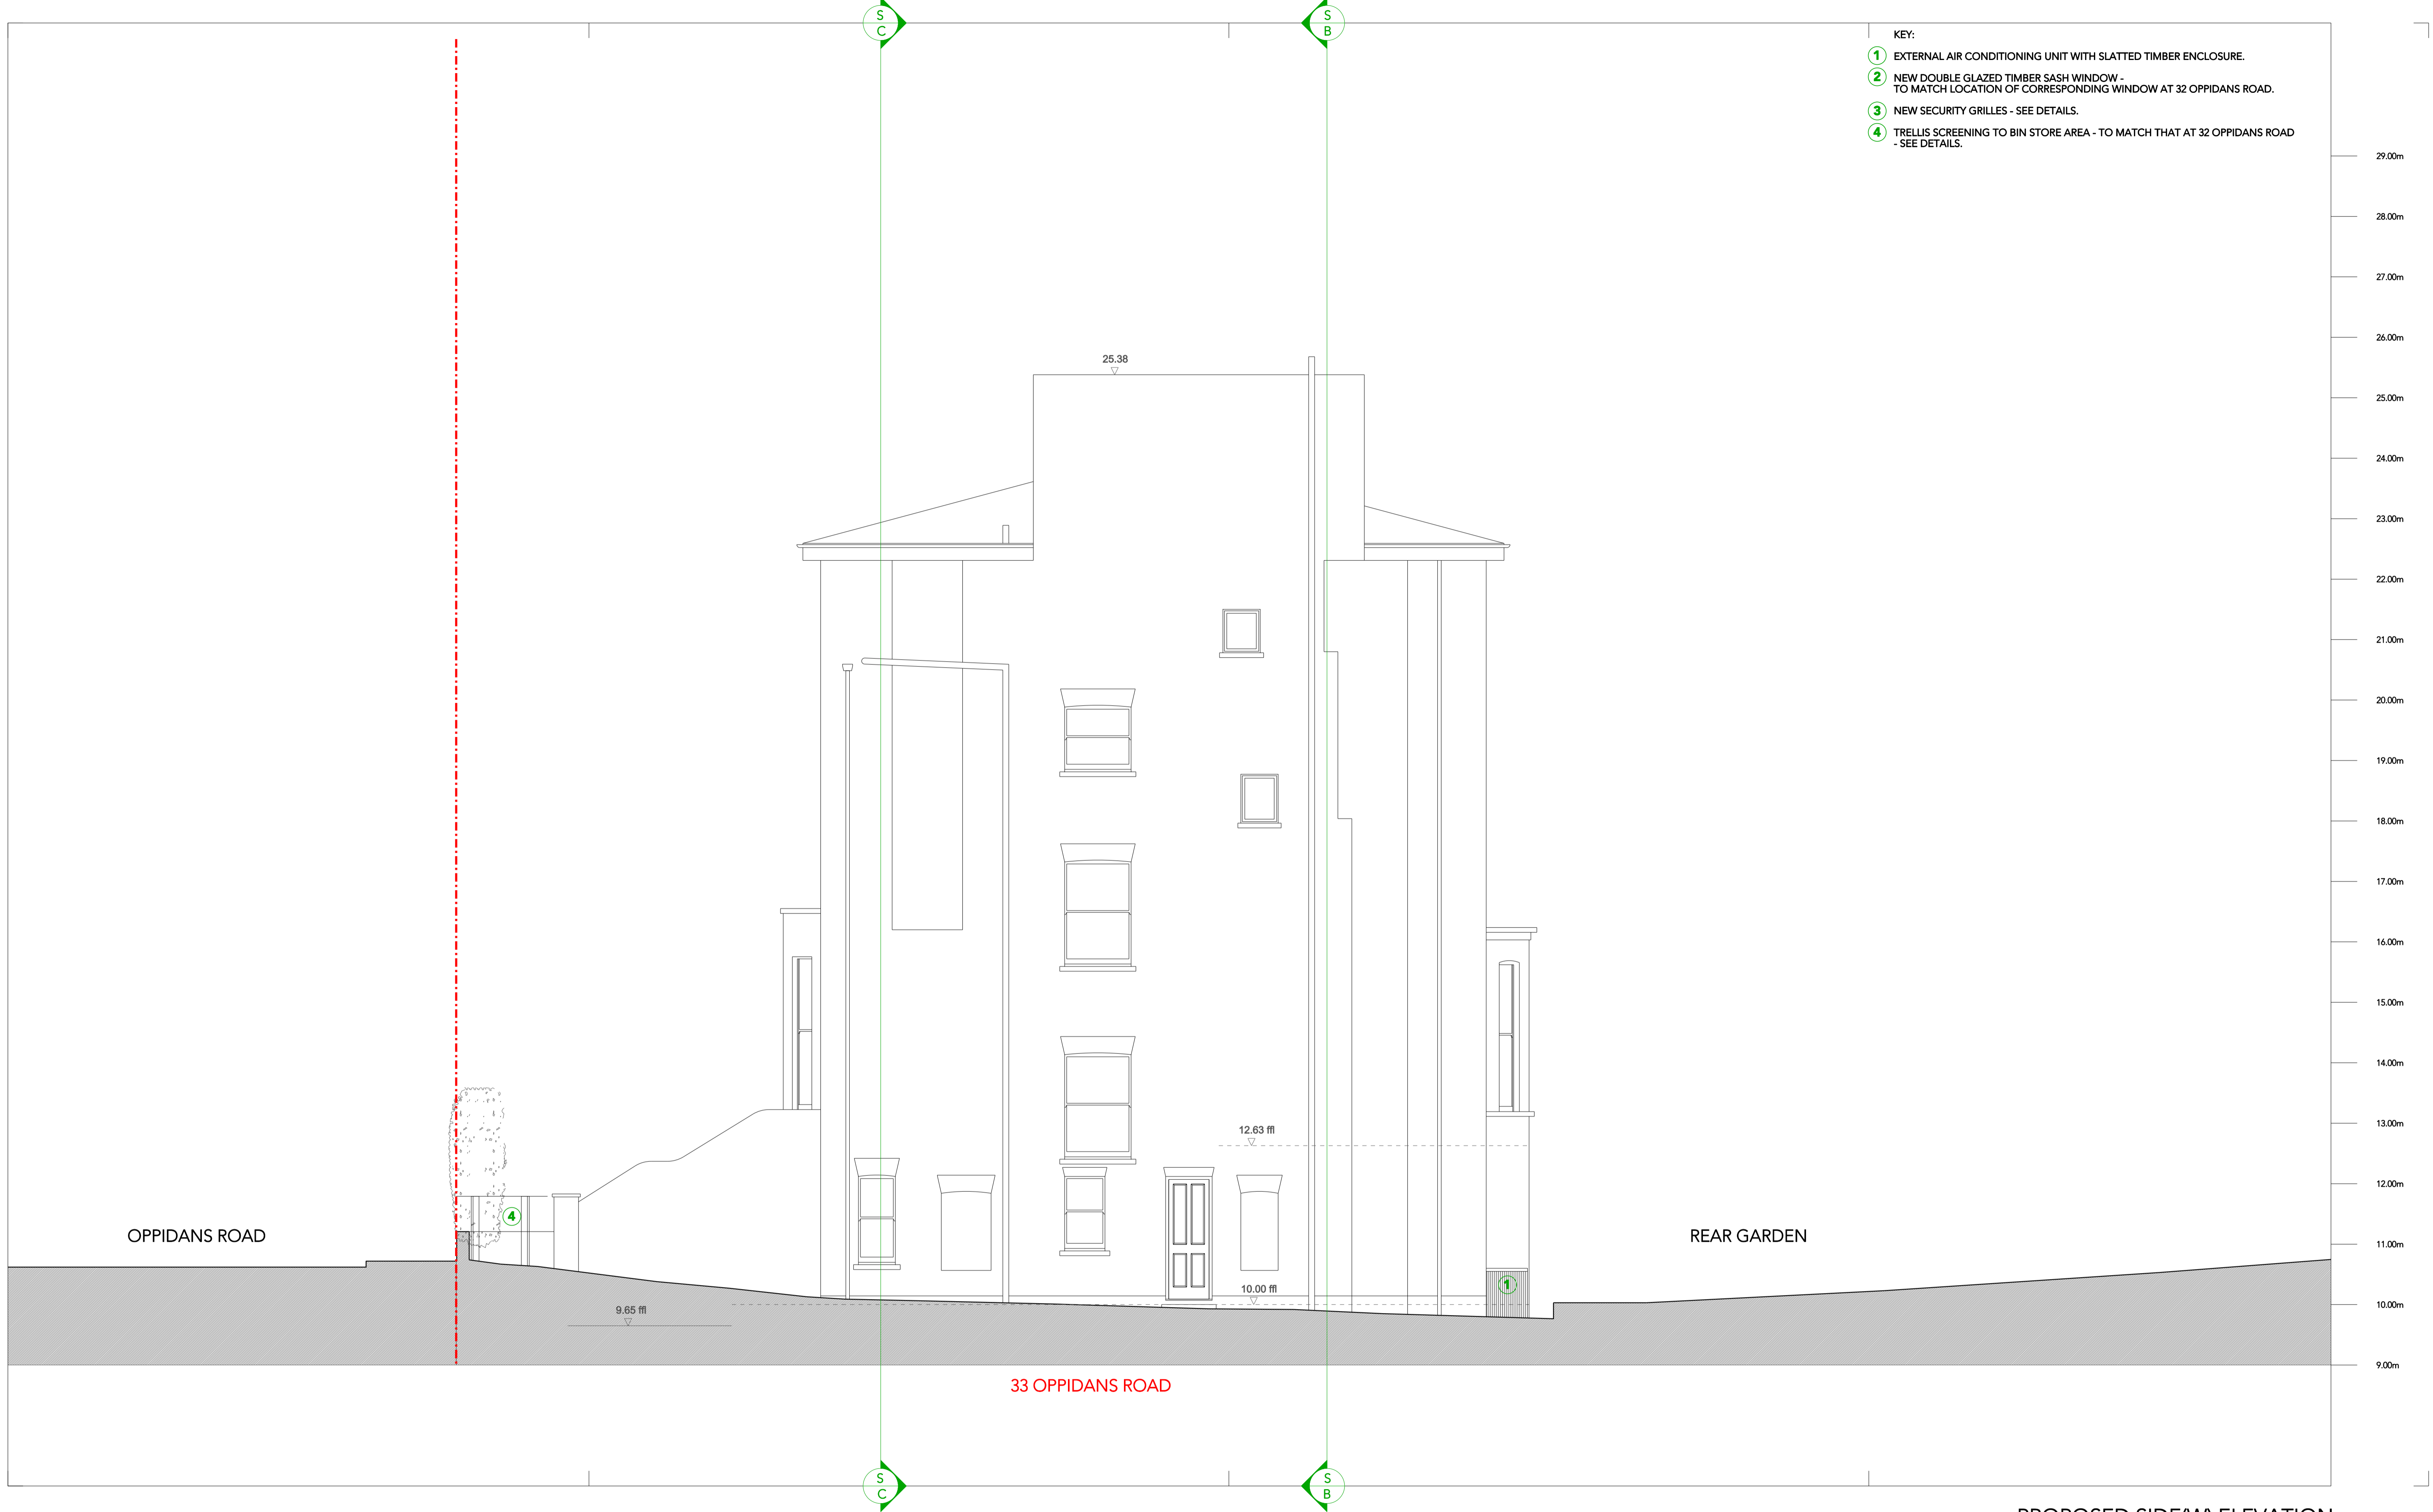 S
C
S
B
KEY:
1 EXTERNAL AIR CONDITIONING UNIT WITH SLATTED TIMBER ENCLOSURE.
2 NEW DOUBLE GLAZED TIMBER SASH WINDOW -
TO MATCH LOCATION OF CORRESPONDING WINDOW AT 32 OPPIDANS ROAD.
3 NEW SECURITY GRILLES - SEE DETAILS.
4 TRELLIS SCREENING TO BIN STORE AREA - TO MATCH THAT AT 32 OPPIDANS ROAD
- SEE DETAILS.
29.00m
28.00m
27.00m
26.00m
25.00m
24.00m
23.00m
22.00m
21.00m
20.00m
19.00m
18.00m
17.00m
16.00m
15.00m
14.00m
13.00m
12.00m
11.00m
10.00m
9.00m
25.38
12.63 ffl
4
OPPIDANS ROAD
REAR GARDEN
1
10.00 ffl
9.65 ffl
33 OPPIDANS ROAD
S
C
S
B
PROPOSED SIDE(W) ELEVATION